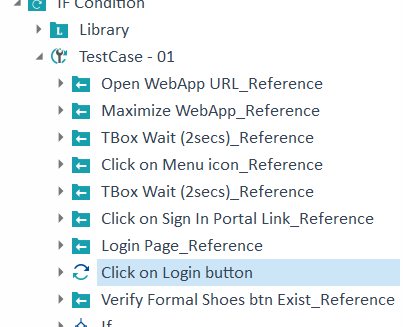 IF Condition
L Library
TestCase - 01
Open WebApp URL_Reference
Maximize WebApp_Reference
TBox Wait (2secs)_Reference
Click on Menu icon_Reference
TBox Wait (2secs)_Reference
Click on Sign In Portal Link_Reference
Login Page_Reference
Click on Login button
Verify Formal Shoes btn Exist_Reference
If